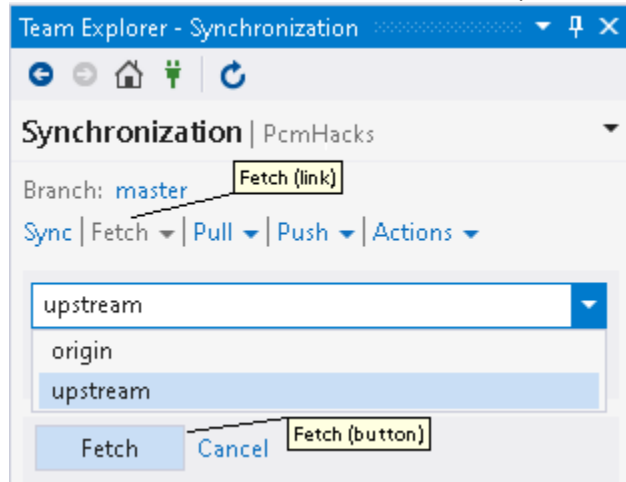 Team Explorer - Synchronization
Synchronization | PcmHacks
Fetch (link)
Branch: master
Sync | Fetch | Pull | Push | Actions
upstream
origin
upstream
Fetch Cancel Fetch (button)